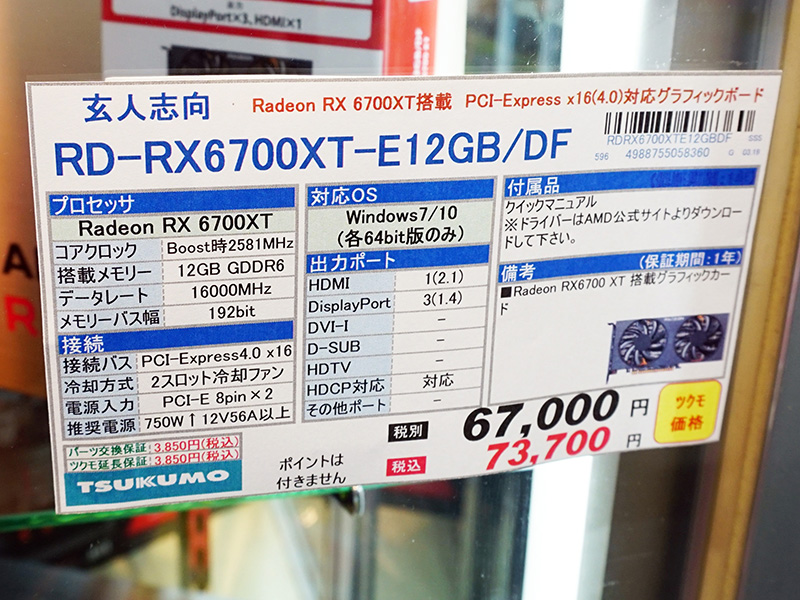 出力
DisplayPort×3、HDMI×1
玄人志向
Radeon RX 6700XT搭載 PCI-Express x16(4.0)対応グラフィックボード
RD-RX6700XT-E12GB/DF
RDRX6700XTE12GBDF SSS
596 4988755058360 G 03.19
プロセッサ
Radeon RX 6700XT
コアクロック Boost時2581MHz
搭載メモリー 12GB GDDR6
データレート 16000MHz
メモリーバス幅 192bit
接続
接続バス PCI-Express4.0 x16
冷却方式 2スロット冷却ファン
電源入力 PCI-E 8pin×2
推奨電源 750W↑12V56A以上
対応OS
Windows7/10
(各64bit版のみ)
出力ポート
HDMI 1(2.1)
DisplayPort 3(1.4)
DVI-I -
D-SUB -
HDTV -
HDCP対応 対応
その他ポート -
付属品
クイックマニュアル
※ドライバーはAMD公式サイトよりダウンロー
ドして下さい。
備考 (保証期間:1年)
■Radeon RX6700 XT 搭載グラフィックカー
ド
パーツ交換保証 3,850円(税込)
ツクモ延長保証 3,850円(税込)
TSUKUMO
ポイントは
付きません
税別 67,000 円
税込 73,700 円
ツクモ
価格